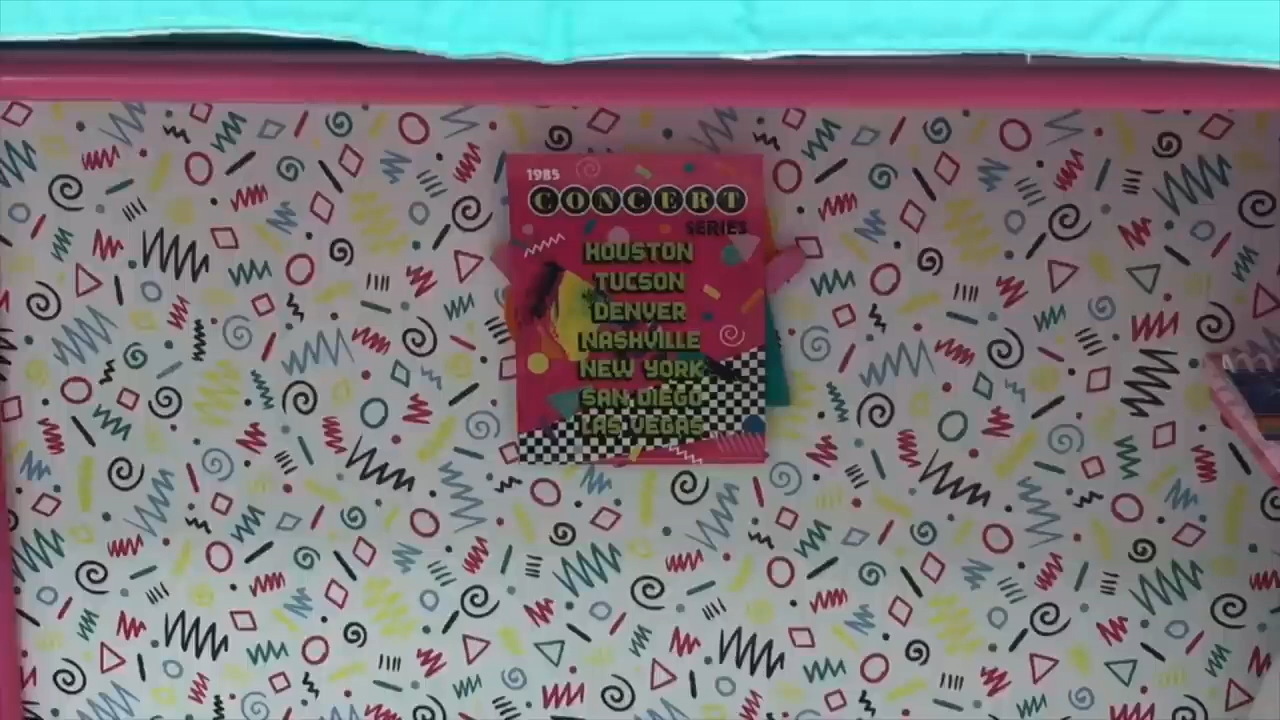 1985
CONCERT
SERIES
HOUSTON
TUCSON
DENVER
NASHVILLE
NEW YORK
SAN DIEGO
LAS VEGAS